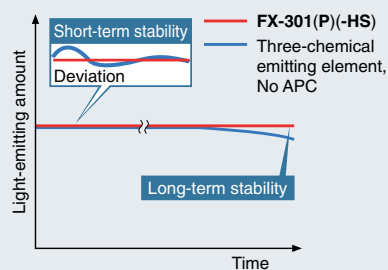 Short-term stability
Deviation
FX-301(P)(-HS)
Three-chemical
emitting element,
No APC
Light-emitting amount
Long-term stability
Time